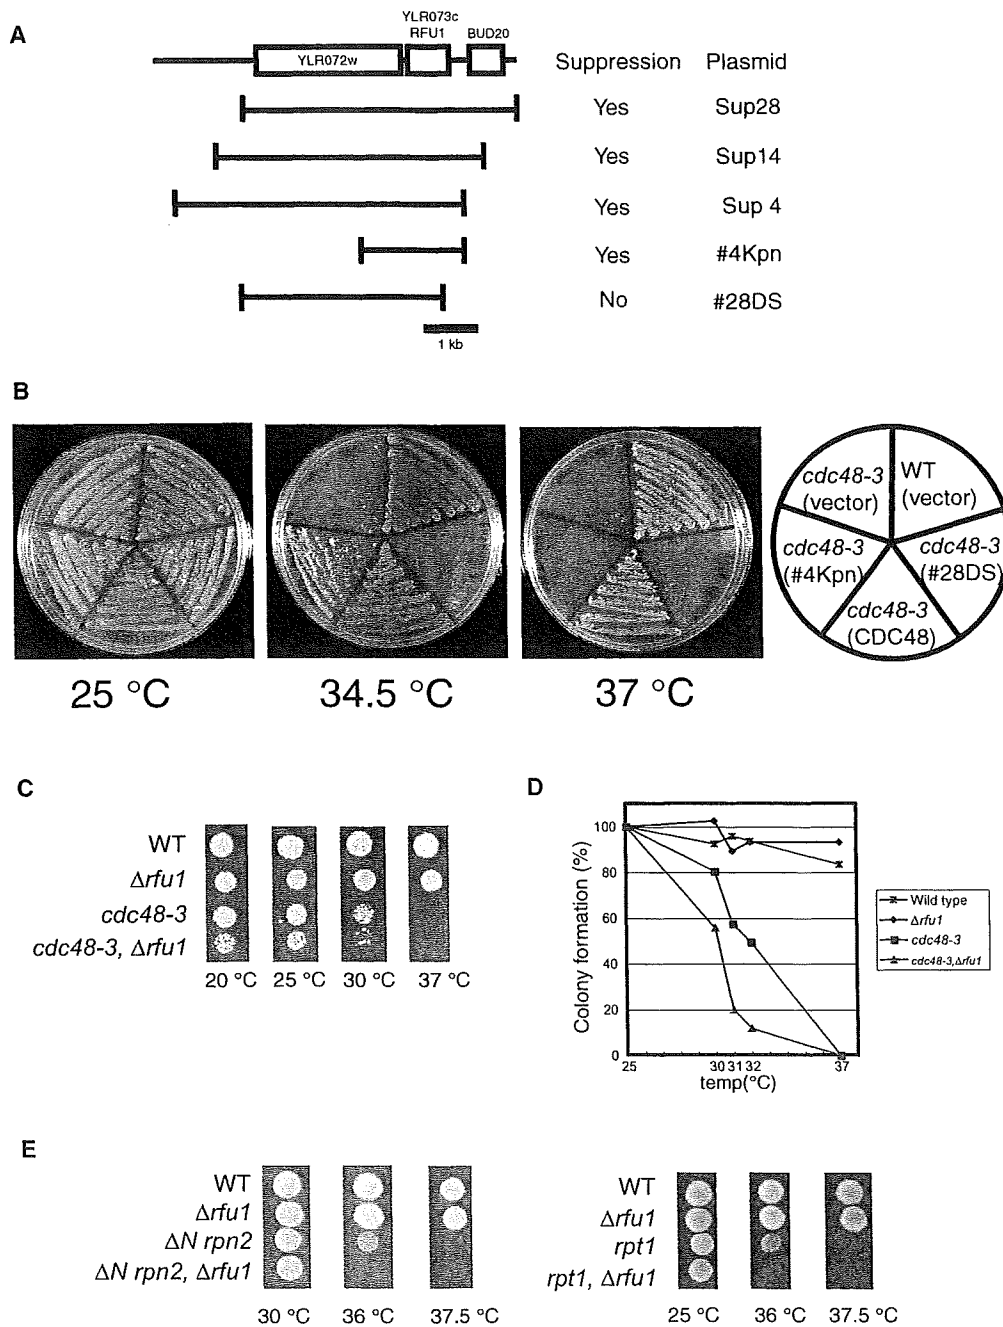 A
YLR073c
RFU1
BUD20
YLR072w
Suppression Plasmid
Yes Sup28
Yes Sup14
Yes Sup 4
Yes #4Kpn
No #28DS
1 kb
B
cdc48-3
(vector)
WT
(vector)
cdc48-3
(#4Kpn)
cdc48-3
(#28DS)
cdc48-3
(CDC48)
25 °C
34.5 °C
37 °C
C
WT
Δrfu1
cdc48-3
cdc48-3, Δrfu1
20 °C 25 °C 30 °C 37 °C
D
Colony formation (%)
100
80
60
40
20
0
25 30 31 32 37
temp(°C)
Wild type
Δrfu1
cdc48-3
cdc48-3,Δrfu1
E
WT
Δrfu1
ΔN rpn2
ΔN rpn2, Δrfu1
30 °C 36 °C 37.5 °C
WT
Δrfu1
rpt1
rpt1, Δrfu1
25 °C 36 °C 37.5 °C